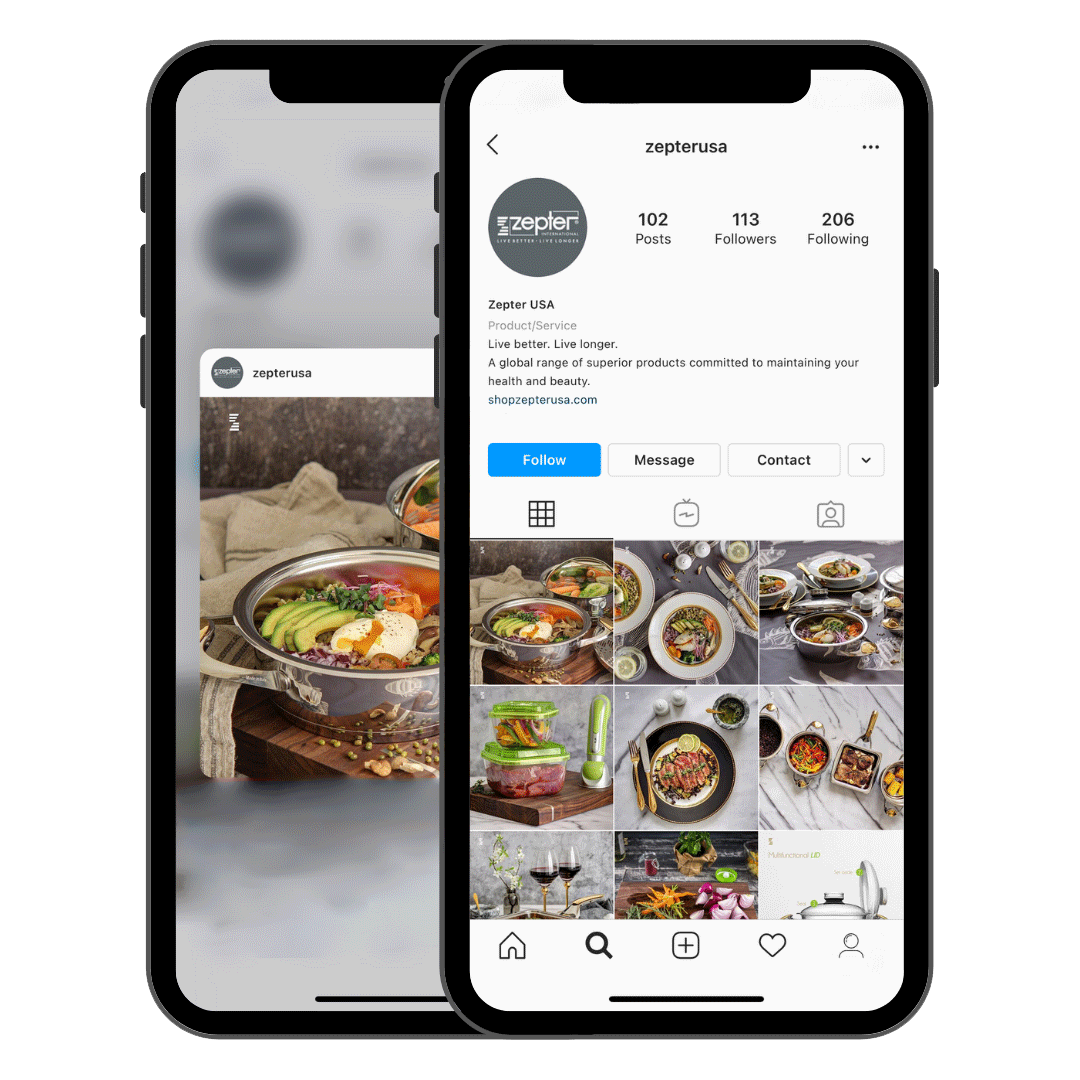 zepterusa
zepterusa
zepter
INTERNATIONAL
LIVE BETTER • LIVE LONGER
102
Posts
113
Followers
206
Following
Zepter USA
Product/Service
Live better. Live longer.
A global range of superior products committed to maintaining your
health and beauty.
shopzepterusa.com
Follow
Message
Contact
Multifunctional LID